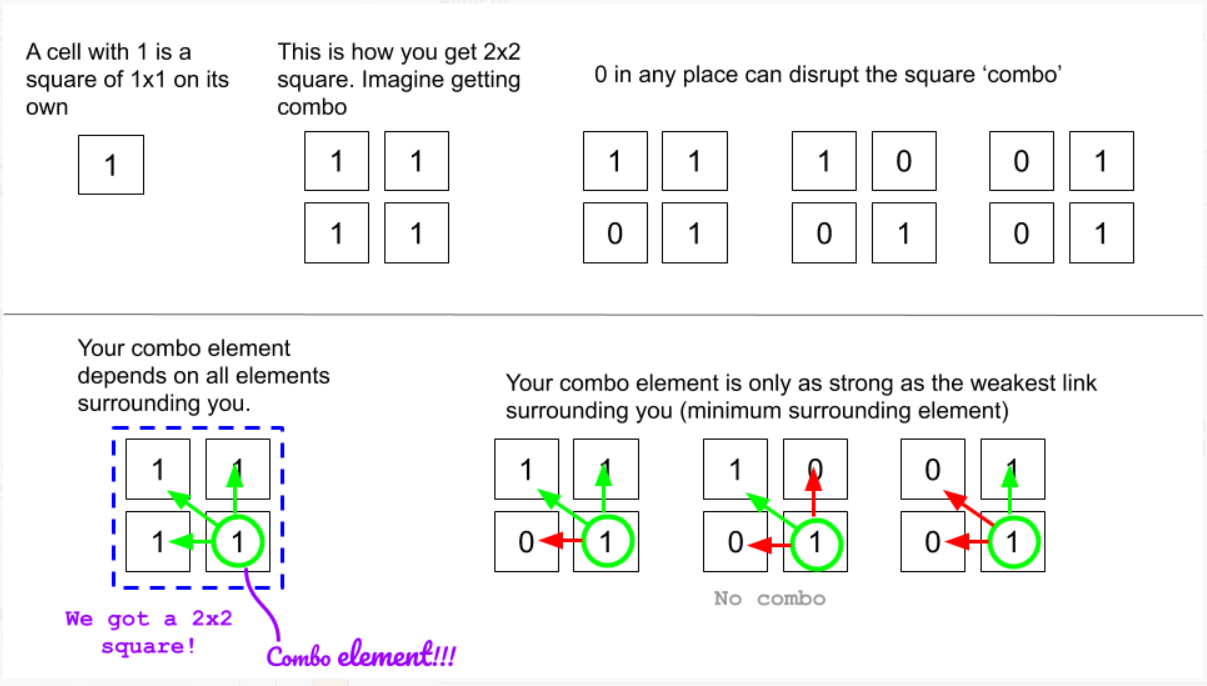 A cell with 1 is a
square of 1x1 on its
own
This is how you get 2x2
square. Imagine getting
combo
0 in any place can disrupt the square ‘combo’
1
1 1
1 1
1 1
0 1
1 0
0 1
0 1
0 1
Your combo element
depends on all elements
surrounding you.
1 1
1 1
We got a 2x2
square!
Combo element!!!
Your combo element is only as strong as the weakest link
surrounding you (minimum surrounding element)
1 1
0 1
1 0
0 1
No combo
0 1
0 1